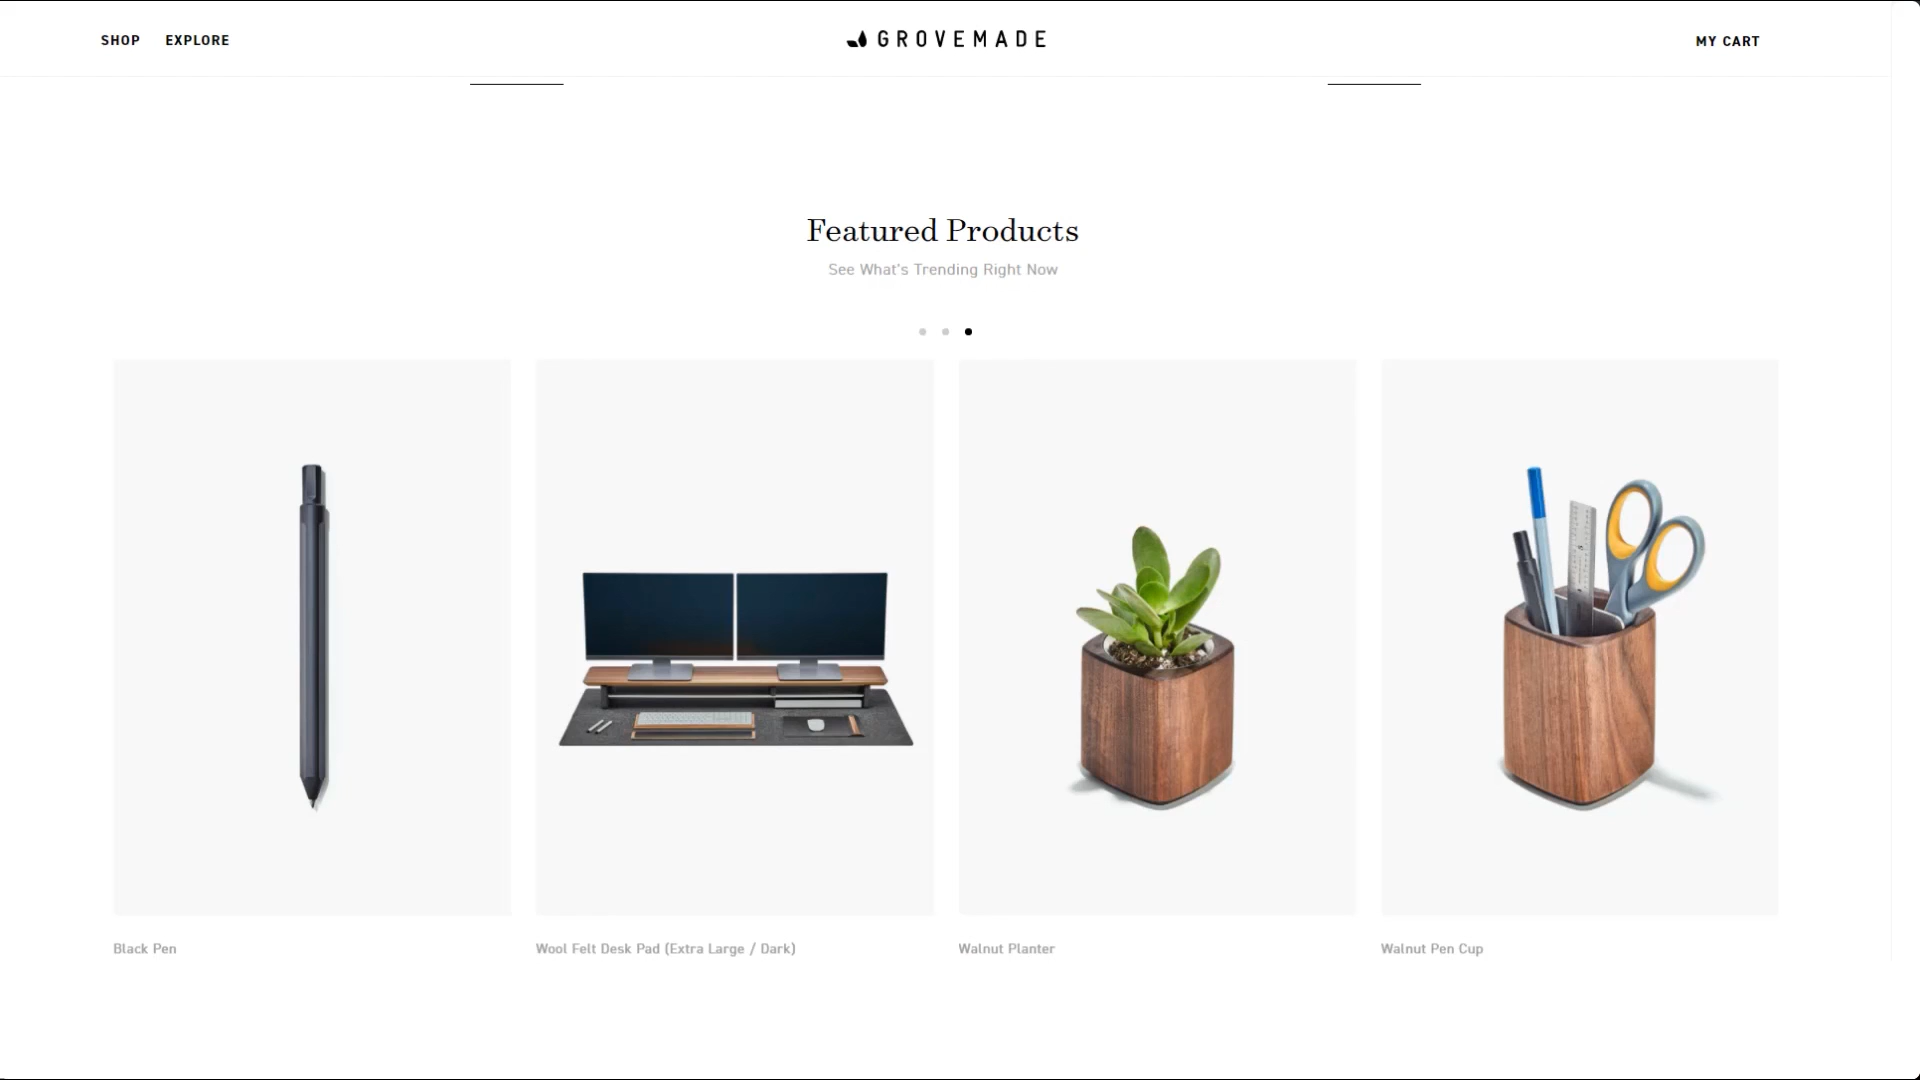 SHOP EXPLORE GROVEMADE MY CART
Featured Products
See What's Trending Right Now
Black Pen
Wool Felt Desk Pad (Extra Large / Dark)
Walnut Planter
Walnut Pen Cup